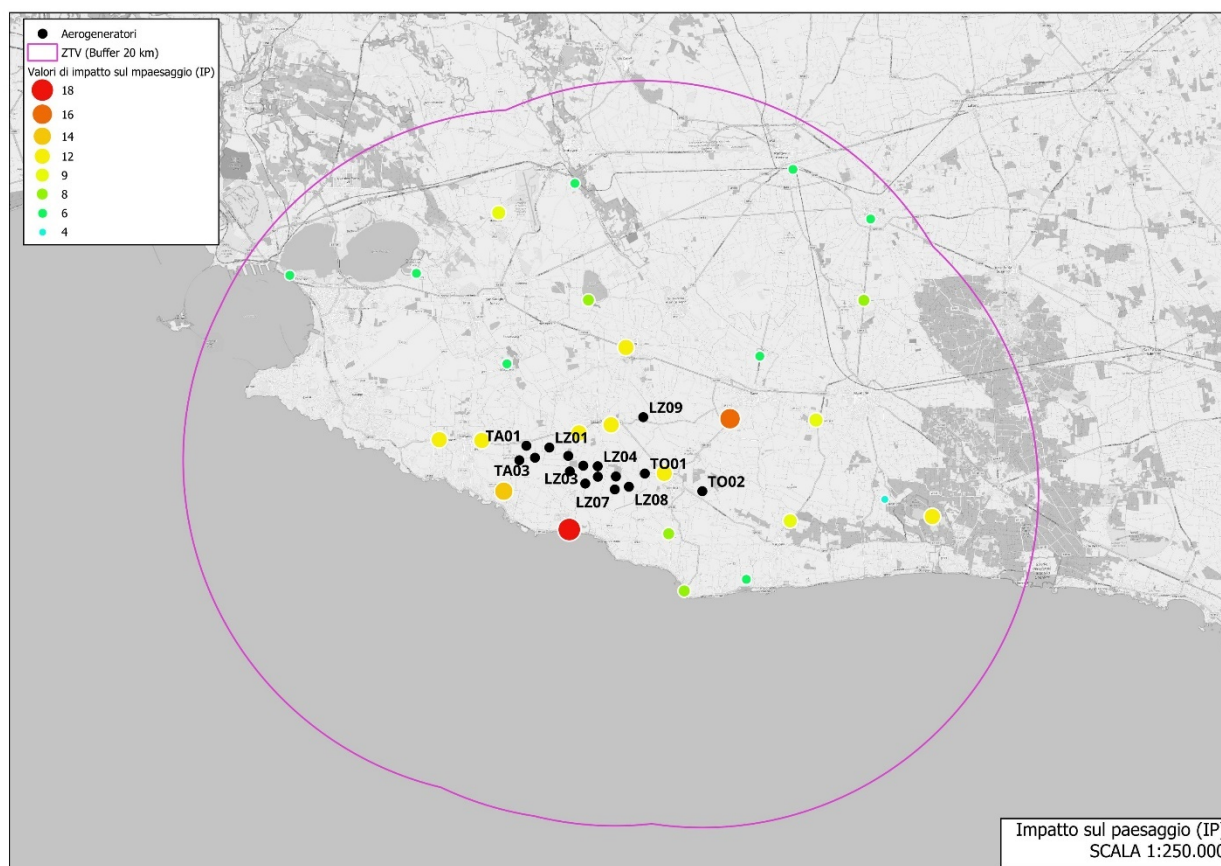 Aerogeneratori
ZTV (Buffer 20 km)
Valori di impatto sul mpaesaggio (IP)
18
16
14
12
9
8
6
4
LZ09
TA01
LZ01
LZ04
TA03
LZ03
TO01
TO02
LZ07
LZ08
Impatto sul paesaggio (IP)
SCALA 1:250.000